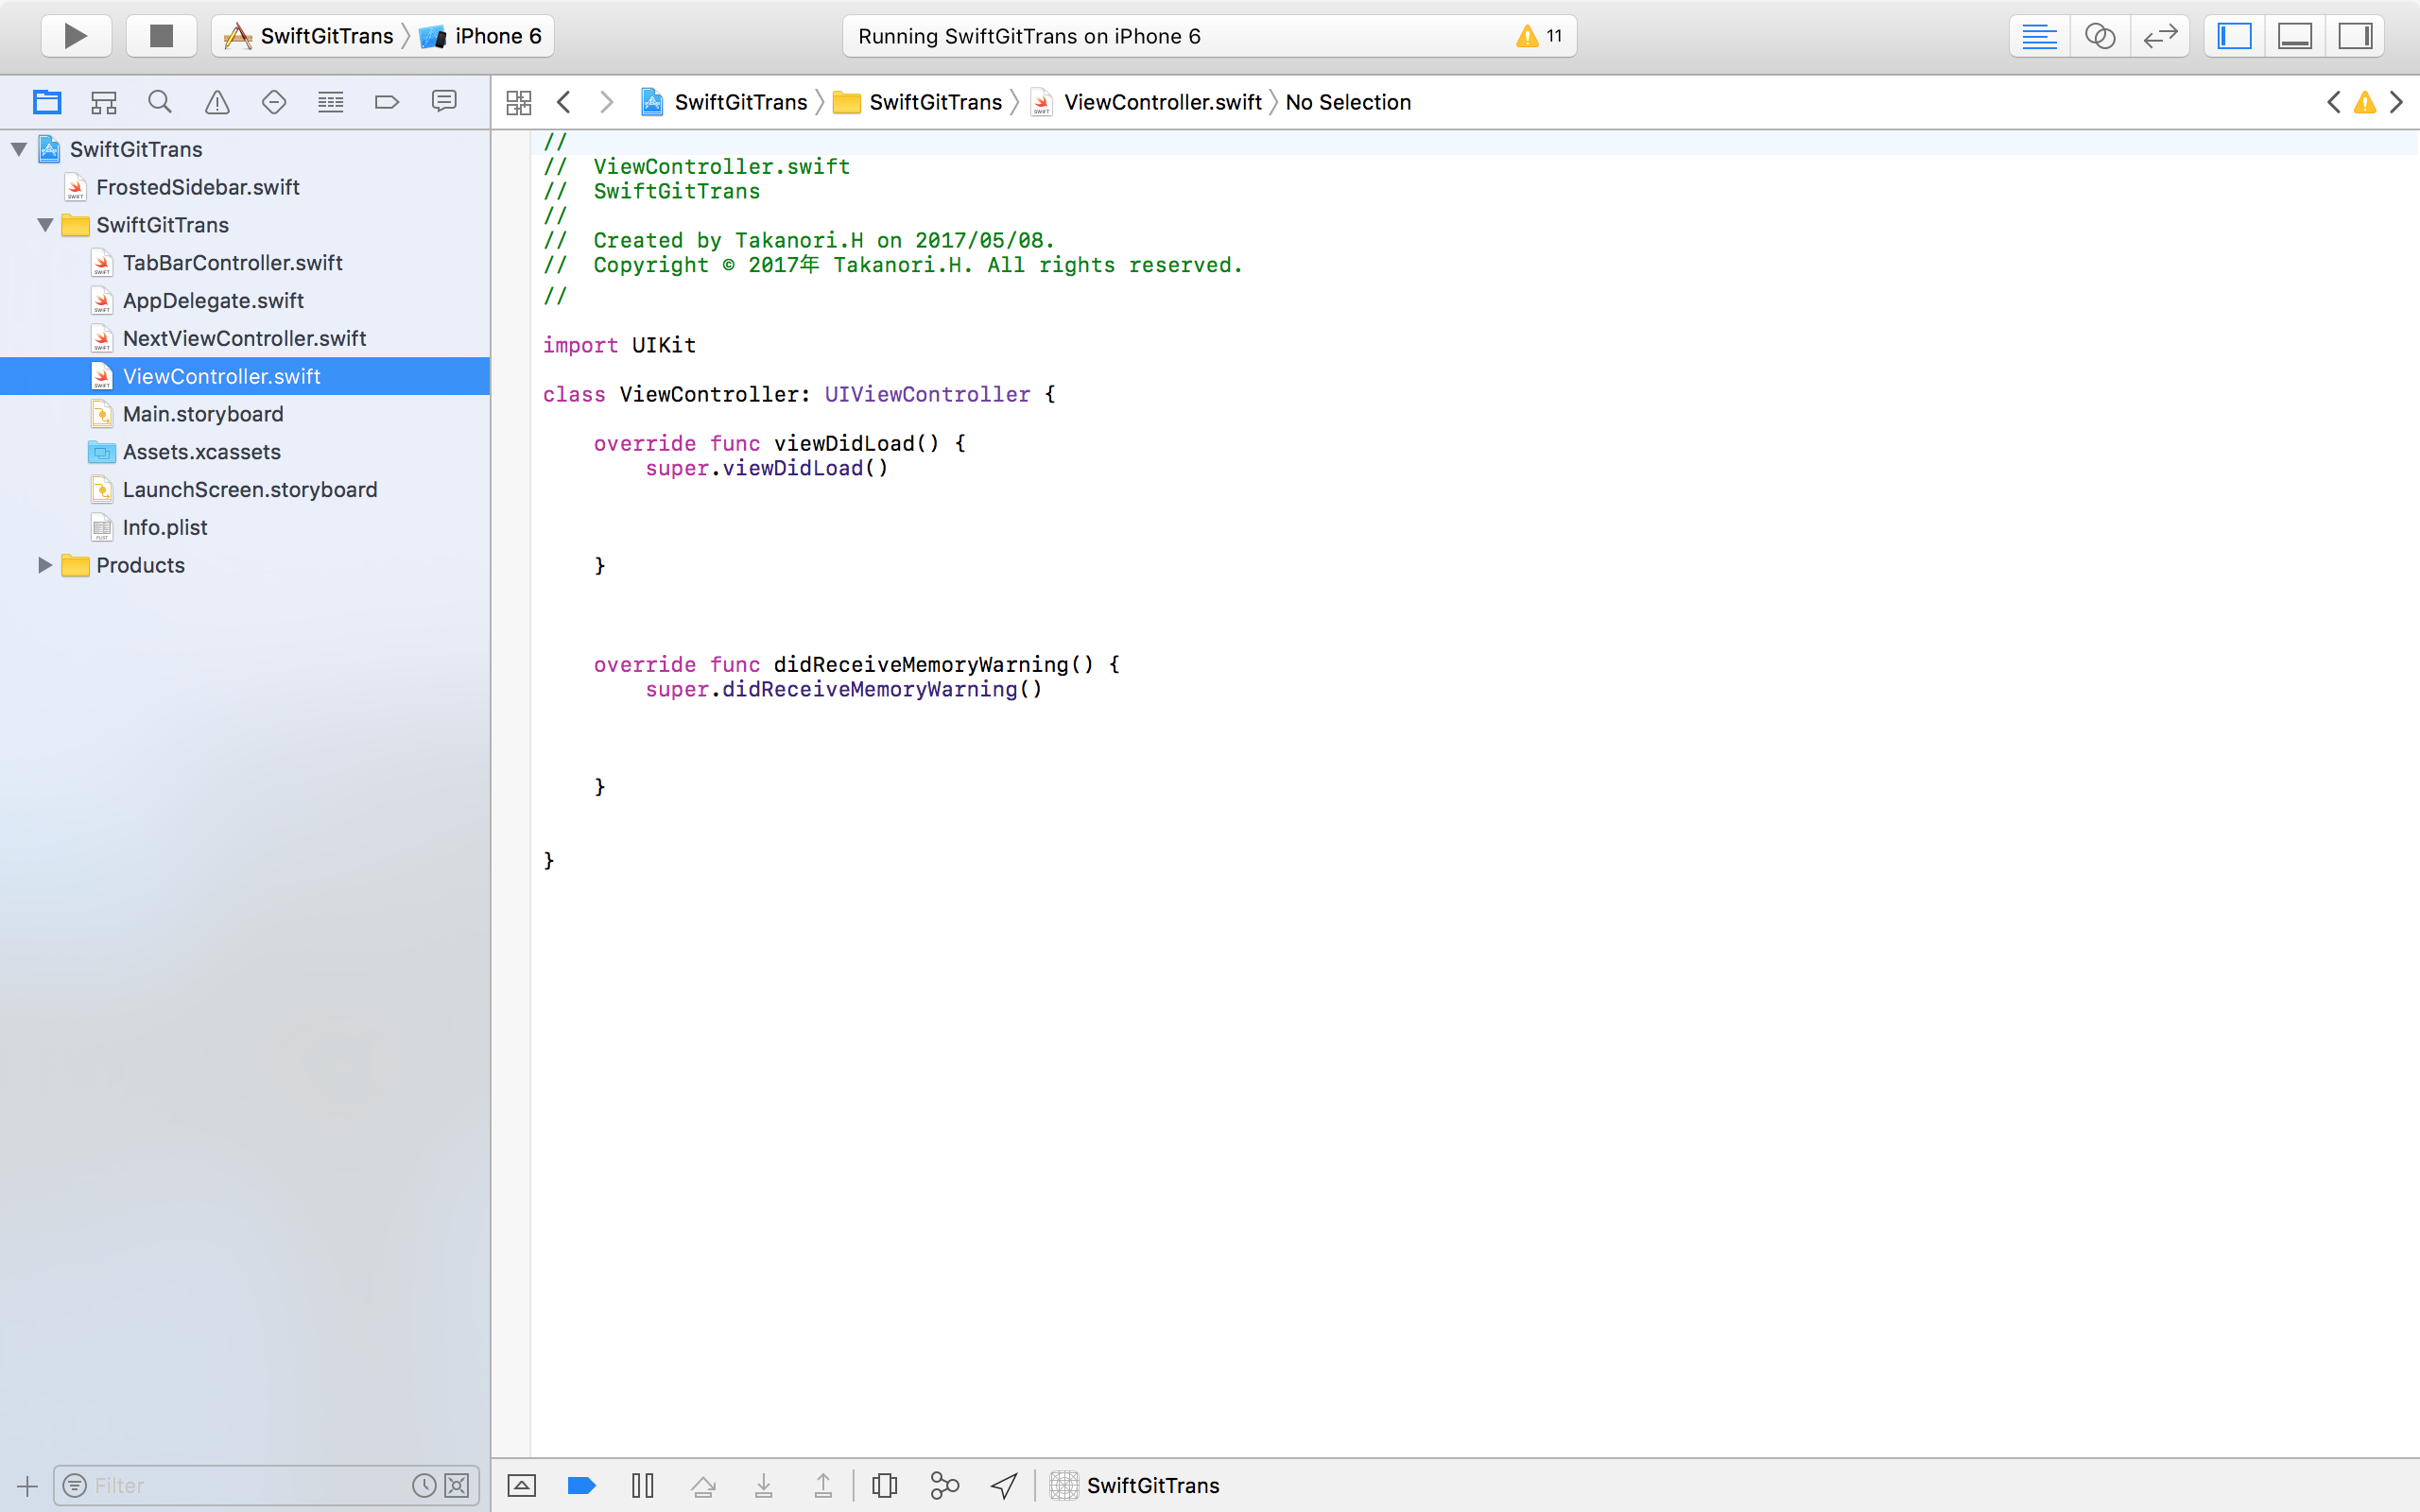 SwiftGitTrans iPhone 6
Running SwiftGitTrans on iPhone 6 11
SwiftGitTrans SwiftGitTrans ViewController.swift No Selection
SwiftGitTrans
FrostedSidebar.swift
SwiftGitTrans
TabBarController.swift
AppDelegate.swift
NextViewController.swift
ViewController.swift
Main.storyboard
Assets.xcassets
LaunchScreen.storyboard
Info.plist
Products
Filter
//
//  ViewController.swift
//  SwiftGitTrans
//
//  Created by Takanori.H on 2017/05/08.
//  Copyright © 2017年 Takanori.H. All rights reserved.
//
import UIKit
class ViewController: UIViewController {
    override func viewDidLoad() {
        super.viewDidLoad()
    }
    override func didReceiveMemoryWarning() {
        super.didReceiveMemoryWarning()
    }
}
SwiftGitTrans